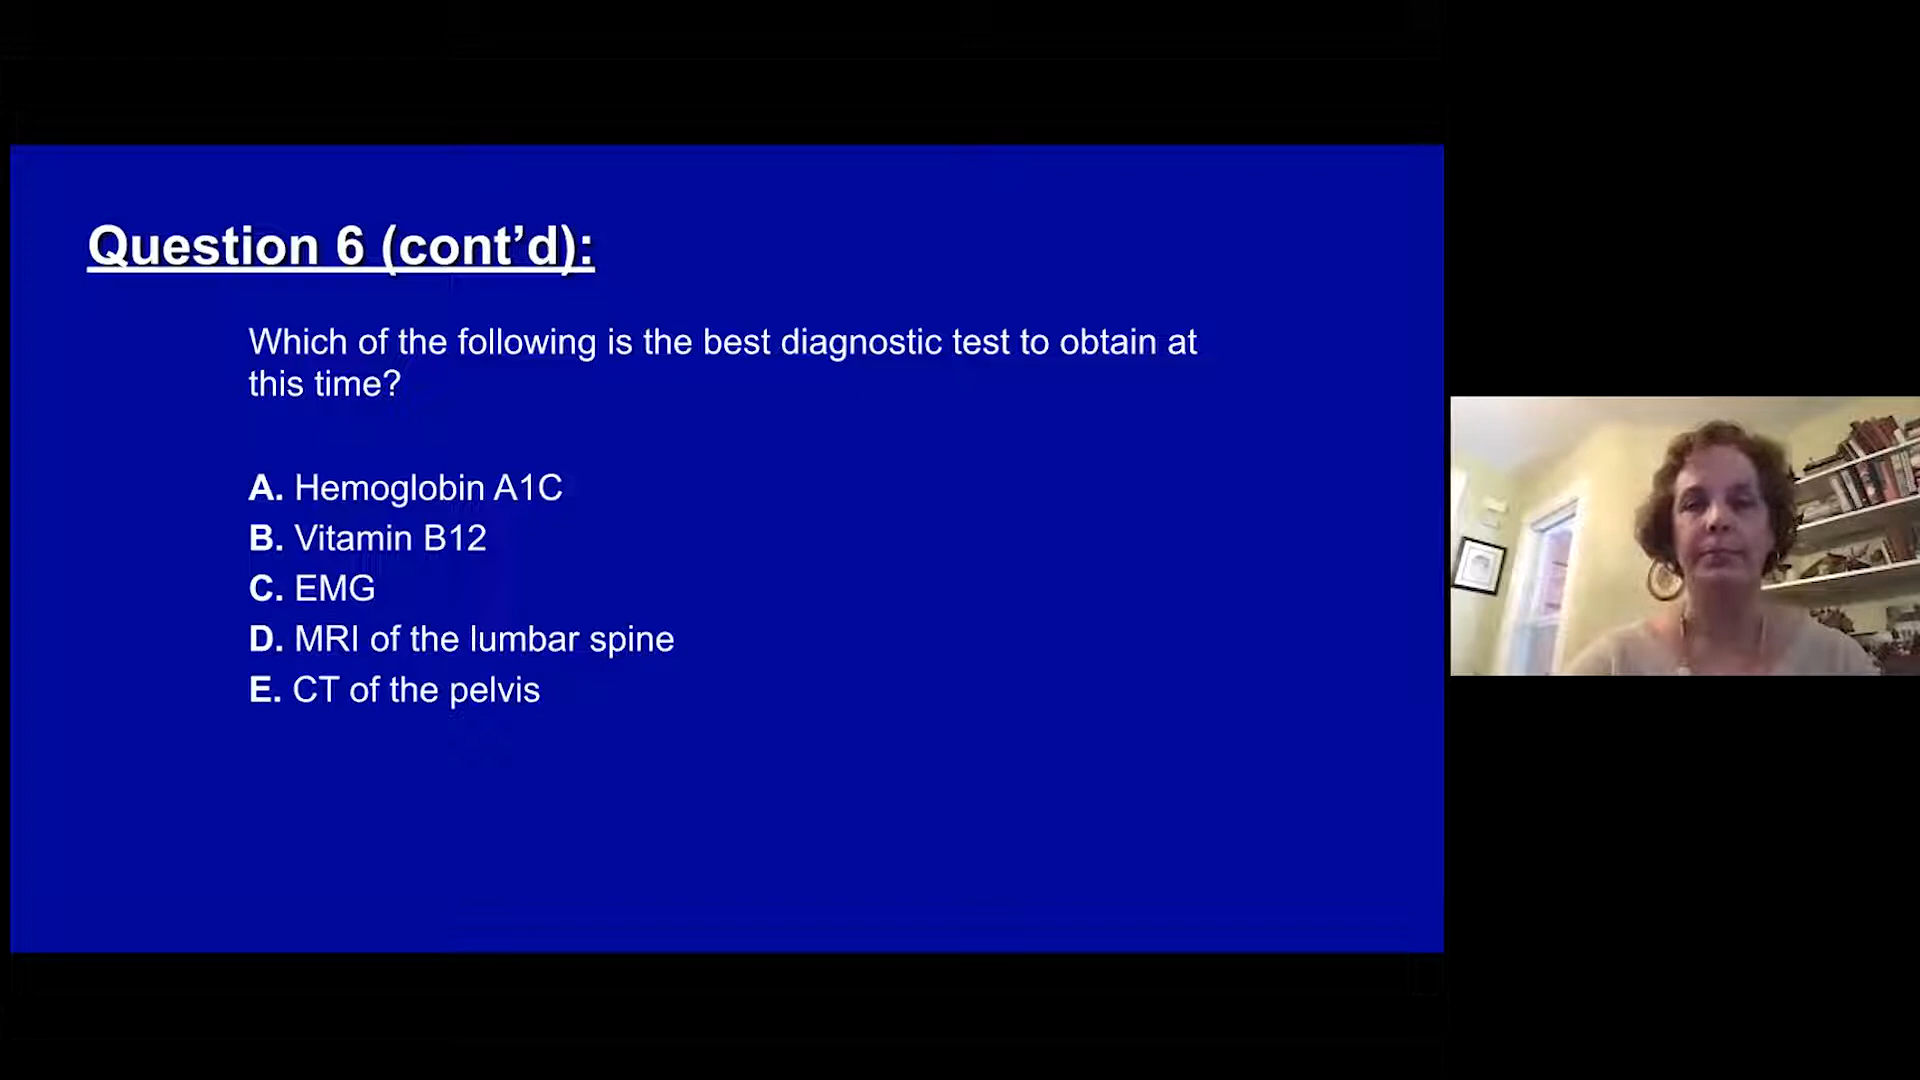 Question 6 (cont’d):
Which of the following is the best diagnostic test to obtain at
this time?
A. Hemoglobin A1C
B. Vitamin B12
C. EMG
D. MRI of the lumbar spine
E. CT of the pelvis